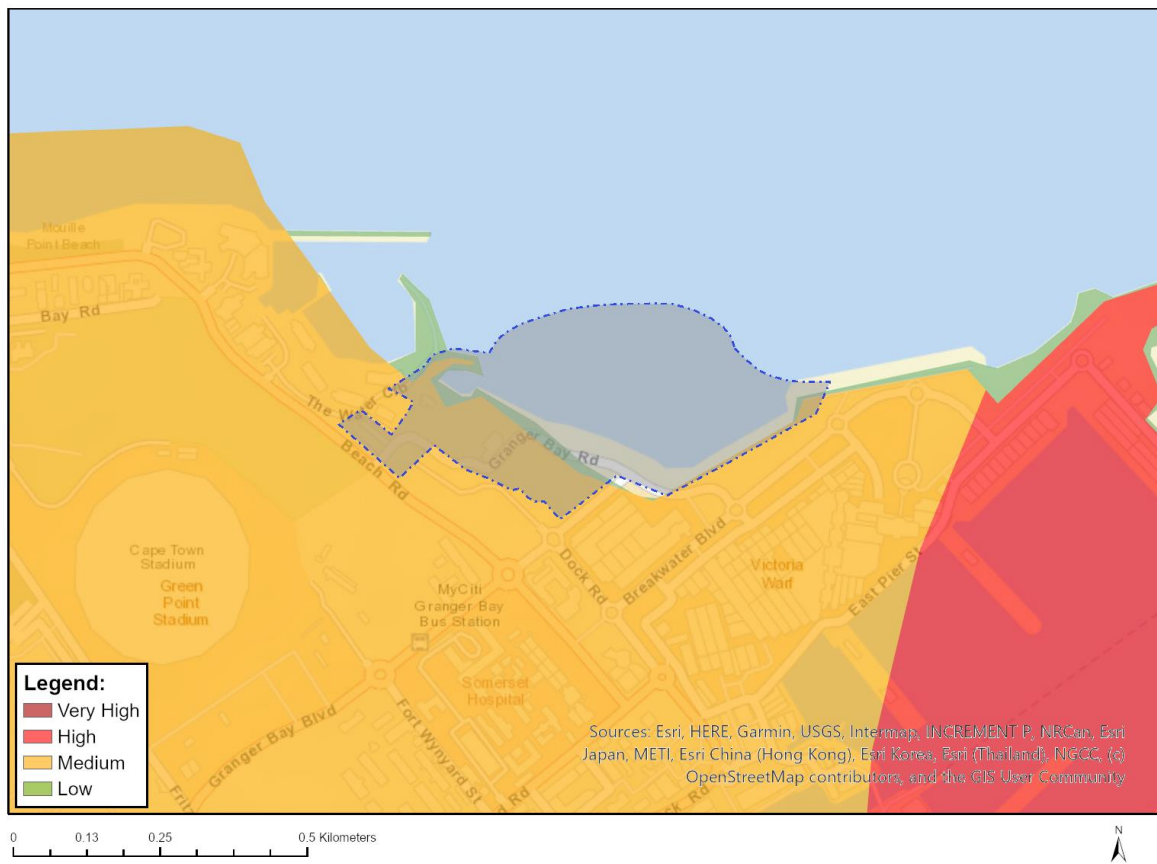 Mouille
Point Beach
Bay Rd
The Water Club
Beach Rd
Granger Bay Rd
Cape Town
Stadium
Green
Point
Stadium
MyCiti
Granger Bay
Bus Station
Dock Rd
Breakwater Blvd
Victoria
Warf
East Pier St
Somerset
Hospital
Granger Bay Blvd
Fort Wynyard St
Fritz
Rd
ock Rd
Legend:
Very High
High
Medium
Low
Sources: Esri, HERE, Garmin, USGS, Intermap, INCREMENT P, NRCan, Esri
Japan, METI, Esri China (Hong Kong), Esri Korea, Esri (Thailand), NGCC, (c)
OpenStreetMap contributors, and the GIS User Community
0 0.13 0.25 0.5 Kilometers
N